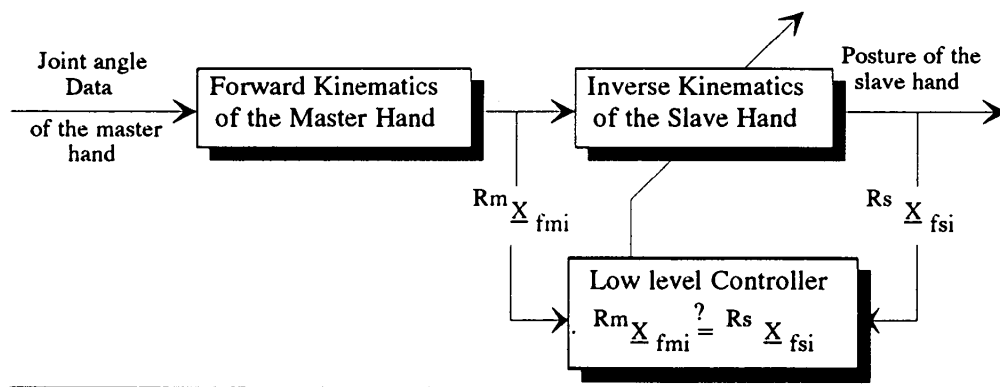 Joint angle
Data
of the master
hand
Forward Kinematics
of the Master Hand
Inverse Kinematics
of the Slave Hand
Posture of the
slave hand
Rm X fmi
Rs X fsi
Low level Controller
Rm X fmi ?= Rs X fsi